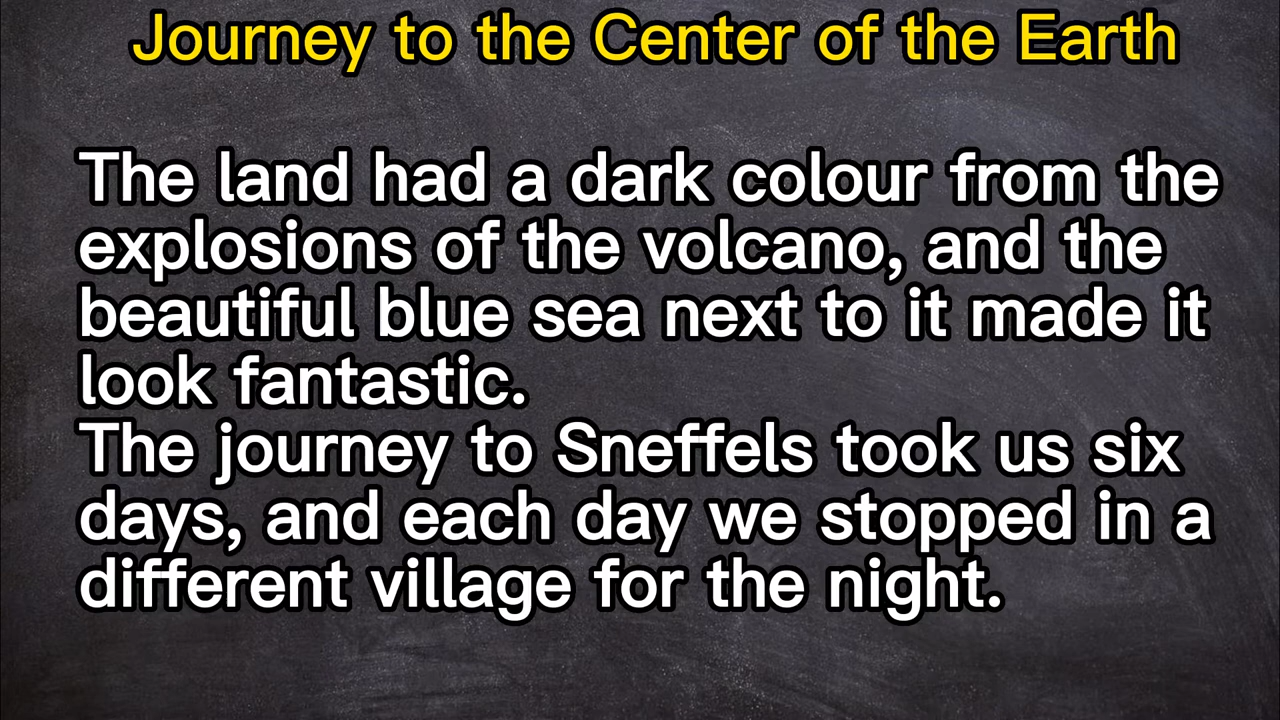 Journey to the Center of the Earth
The land had a dark colour from the
explosions of the volcano, and the
beautiful blue sea next to it made it
look fantastic.
The journey to Sneffels took us six
days, and each day we stopped in a
different village for the night.